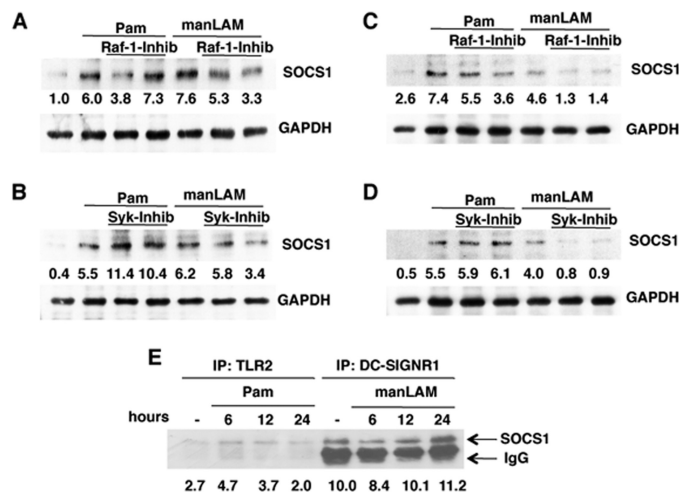 A
Pam manLAM
Raf-1-Inhib Raf-1-Inhib
SOCS1
1.0 6.0 3.8 7.3 7.6 5.3 3.3
GAPDH
C
Pam manLAM
Raf-1-Inhib Raf-1-Inhib
SOCS1
2.6 7.4 5.5 3.6 4.6 1.3 1.4
GAPDH
B
Pam manLAM
Syk-Inhib Syk-Inhib
SOCS1
0.4 5.5 11.4 10.4 6.2 5.8 3.4
GAPDH
D
Pam manLAM
Syk-Inhib Syk-Inhib
SOCS1
0.5 5.5 5.9 6.1 4.0 0.8 0.9
GAPDH
E
IP: TLR2 IP: DC-SIGNR1
Pam manLAM
hours - 6 12 24 - 6 12 24
SOCS1
IgG
2.7 4.7 3.7 2.0 10.0 8.4 10.1 11.2